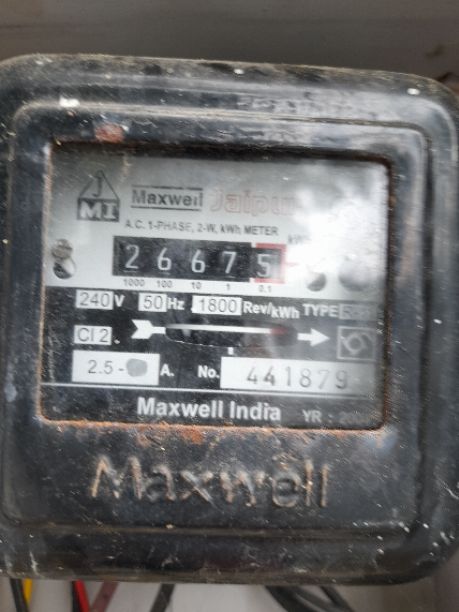 JMI Maxwell Jaipur
A.C. 1-PHASE, 2-W, kWh METER
2 6 6 7 5
1000 100 10 1 0.1
240 V 50 Hz 1800 Rev/kWh TYPE
Cl 2
2.5- A. No. 441879
Maxwell India YR
Maxwell